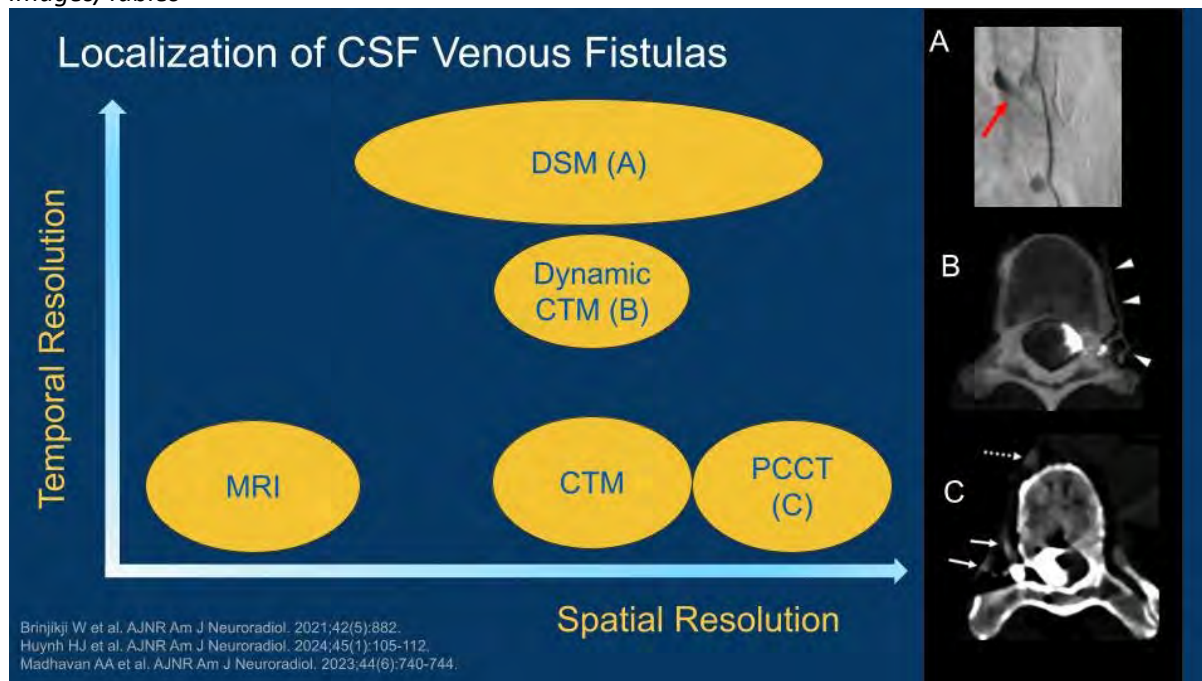 Images/Tables
Localization of CSF Venous Fistulas
Temporal Resolution
DSM (A)
Dynamic
CTM (B)
MRI
CTM
PCCT
(C)
Spatial Resolution
Brinjikji W et al. AJNR Am J Neuroradiol. 2021;42(5):882.
Huynh HJ et al. AJNR Am J Neuroradiol. 2024;45(1):105-112.
Madhavan AA et al. AJNR Am J Neuroradiol. 2023;44(6):740-744.
A
B
C